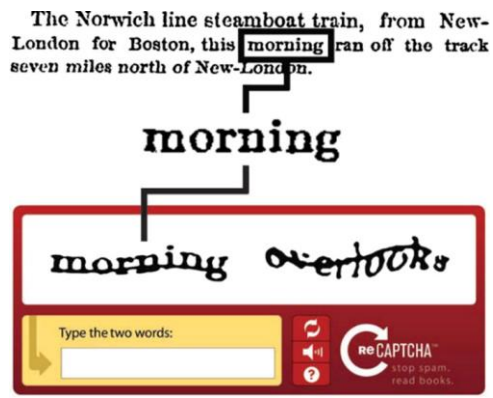 The Norwich line steamboat train, from New-
London for Boston, this morning ran off the track
seven miles north of New-London.
morning
morning overlooks
Type the two words:
ReCAPTCHA™
stop spam.
read books.